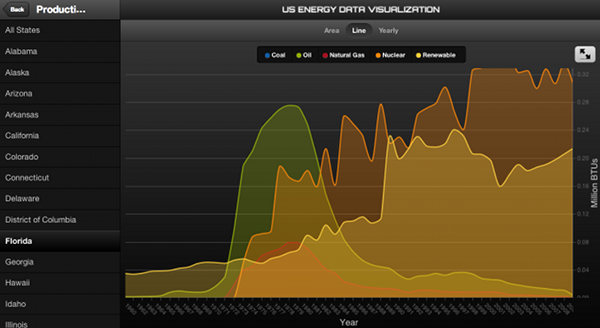 Back
Producti...
US ENERGY DATA VISUALIZATION
Area Line Yearly
Coal Oil Natural Gas Nuclear Renewable
All States
Alabama
Alaska
Arizona
Arkansas
California
Colorado
Connecticut
Delaware
District of Columbia
Florida
Georgia
Hawaii
Idaho
Illinois
0.32
0.28
0.24
0.20
0.16
0.12
0.08
0.04
0.00
Million BTUs
Year